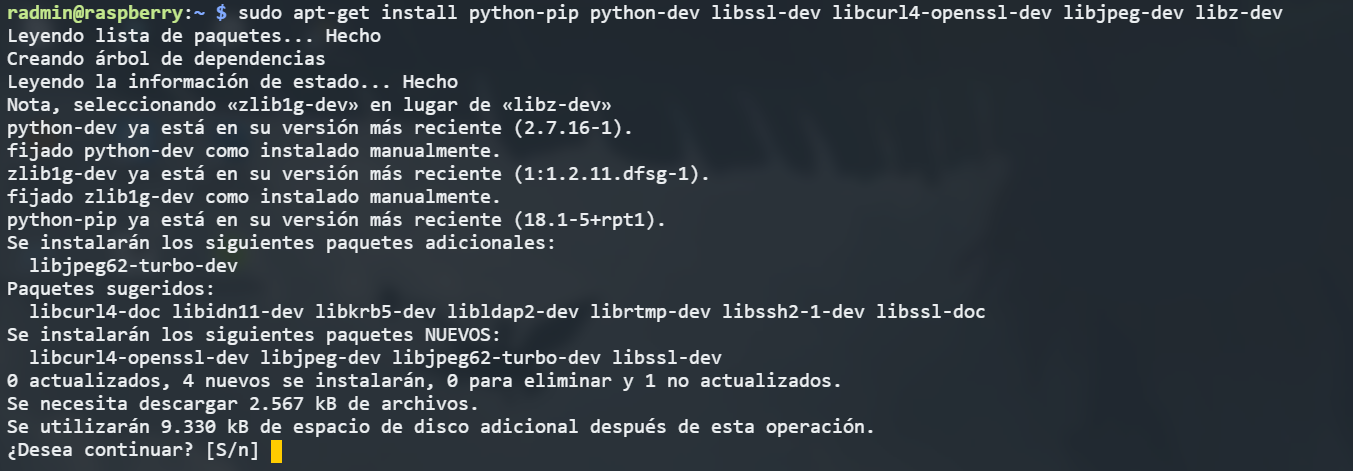 radmin@raspberry:~ $ sudo apt-get install python-pip python-dev libssl-dev libcurl4-openssl-dev libjpeg-dev libz-dev
Leyendo lista de paquetes... Hecho
Creando árbol de dependencias
Leyendo la información de estado... Hecho
Nota, seleccionando «zlib1g-dev» en lugar de «libz-dev»
python-dev ya está en su versión más reciente (2.7.16-1).
fijado python-dev como instalado manualmente.
zlib1g-dev ya está en su versión más reciente (1:1.2.11.dfsg-1).
fijado zlib1g-dev como instalado manualmente.
python-pip ya está en su versión más reciente (18.1-5+rpt1).
Se instalarán los siguientes paquetes adicionales:
  libjpeg62-turbo-dev
Paquetes sugeridos:
  libcurl4-doc libidn11-dev libkrb5-dev libldap2-dev librtmp-dev libssh2-1-dev libssl-doc
Se instalarán los siguientes paquetes NUEVOS:
  libcurl4-openssl-dev libjpeg-dev libjpeg62-turbo-dev libssl-dev
0 actualizados, 4 nuevos se instalarán, 0 para eliminar y 1 no actualizados.
Se necesita descargar 2.567 kB de archivos.
Se utilizarán 9.330 kB de espacio de disco adicional después de esta operación.
¿Desea continuar? [S/n]